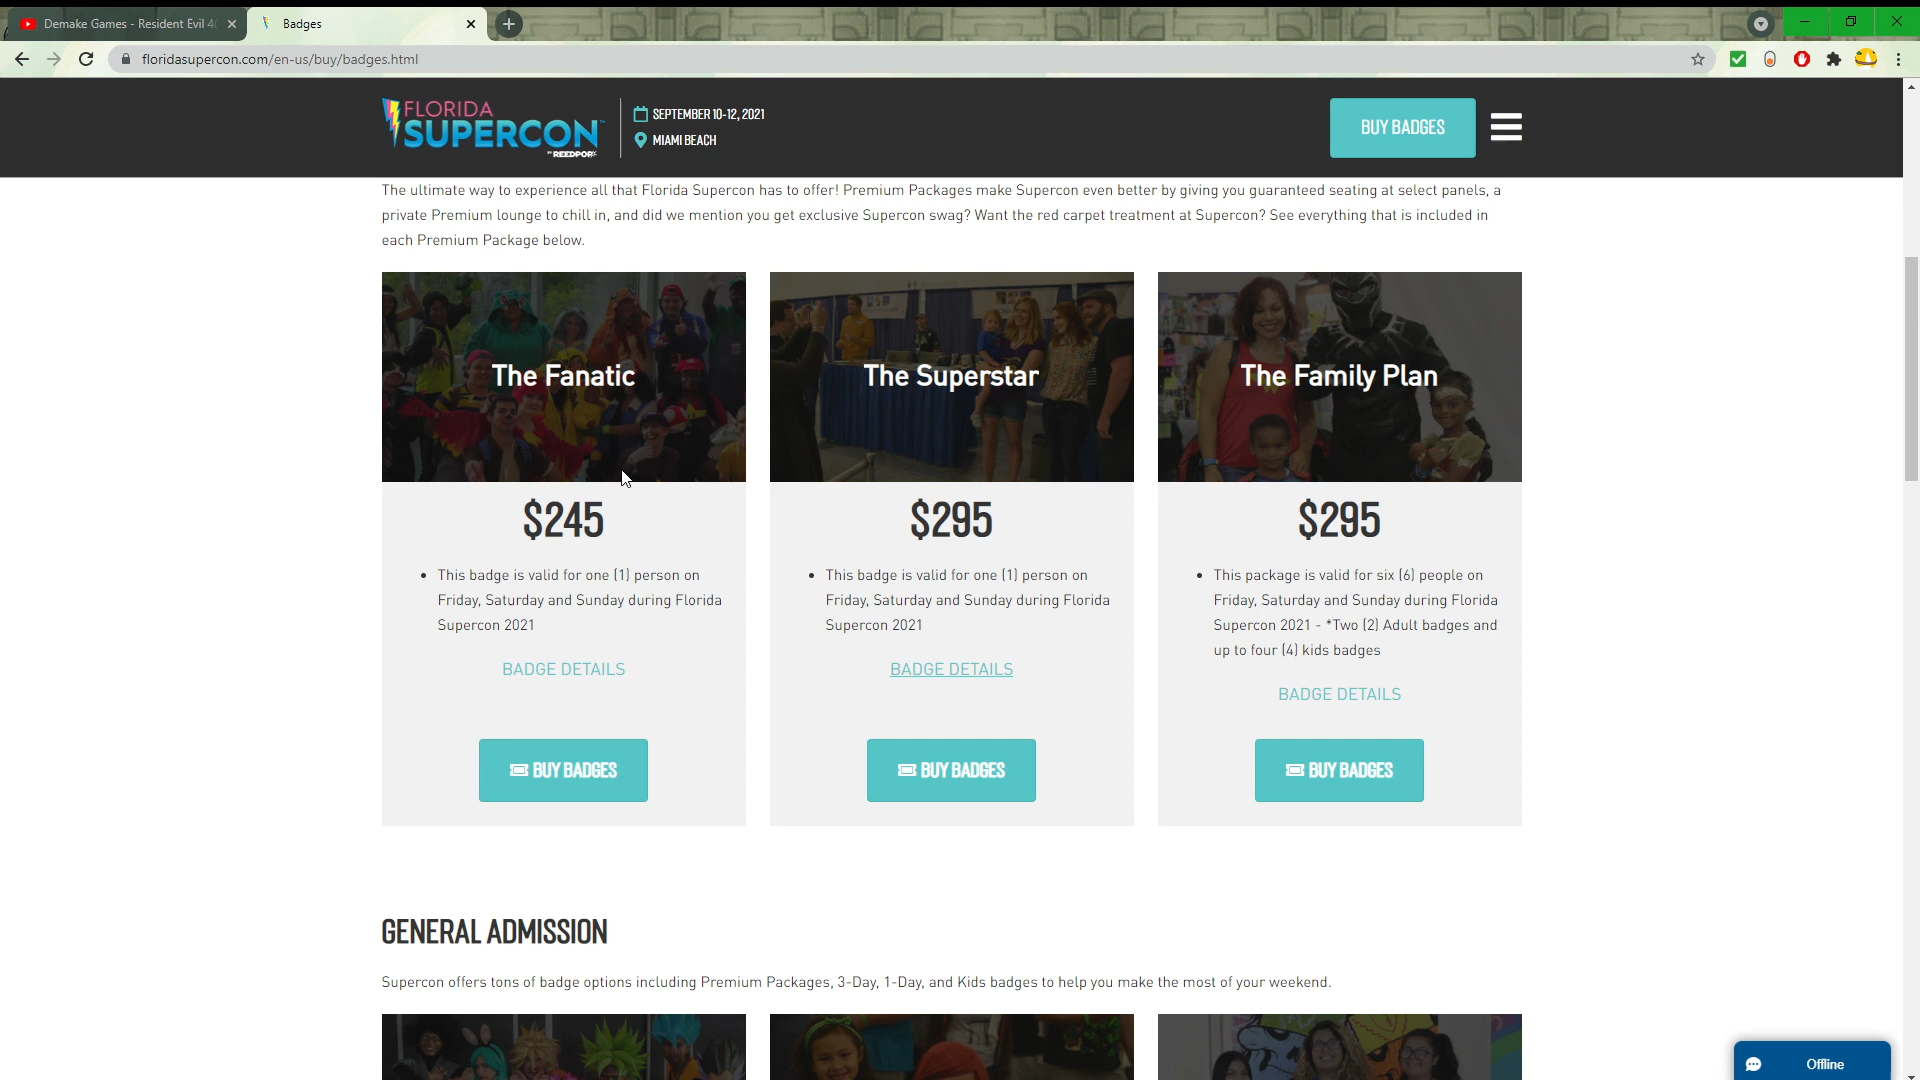 Demake Games - Resident Evil 4
Badges
floridasupercon.com/en-us/buy/badges.html
FLORIDA
SUPERCON
BY REEDPOP
SEPTEMBER 10-12, 2021
MIAMI BEACH
BUY BADGES
The ultimate way to experience all that Florida Supercon has to offer! Premium Packages make Supercon even better by giving you guaranteed seating at select panels, a
private Premium lounge to chill in, and did we mention you get exclusive Supercon swag? Want the red carpet treatment at Supercon? See everything that is included in
each Premium Package below.
The Fanatic
$245
• This badge is valid for one (1) person on
Friday, Saturday and Sunday during Florida
Supercon 2021
BADGE DETAILS
BUY BADGES
The Superstar
$295
• This badge is valid for one (1) person on
Friday, Saturday and Sunday during Florida
Supercon 2021
BADGE DETAILS
BUY BADGES
The Family Plan
$295
• This package is valid for six (6) people on
Friday, Saturday and Sunday during Florida
Supercon 2021 - *Two (2) Adult badges and
up to four (4) kids badges
BADGE DETAILS
BUY BADGES
GENERAL ADMISSION
Supercon offers tons of badge options including Premium Packages, 3-Day, 1-Day, and Kids badges to help you make the most of your weekend.
Offline